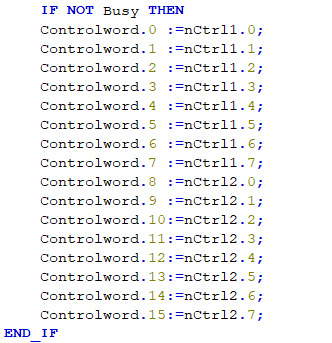 IF NOT Busy THEN
Controlword.0 :=nCtrl1.0;
Controlword.1 :=nCtrl1.1;
Controlword.2 :=nCtrl1.2;
Controlword.3 :=nCtrl1.3;
Controlword.4 :=nCtrl1.4;
Controlword.5 :=nCtrl1.5;
Controlword.6 :=nCtrl1.6;
Controlword.7 :=nCtrl1.7;
Controlword.8 :=nCtrl2.0;
Controlword.9 :=nCtrl2.1;
Controlword.10:=nCtrl2.2;
Controlword.11:=nCtrl2.3;
Controlword.12:=nCtrl2.4;
Controlword.13:=nCtrl2.5;
Controlword.14:=nCtrl2.6;
Controlword.15:=nCtrl2.7;
END_IF